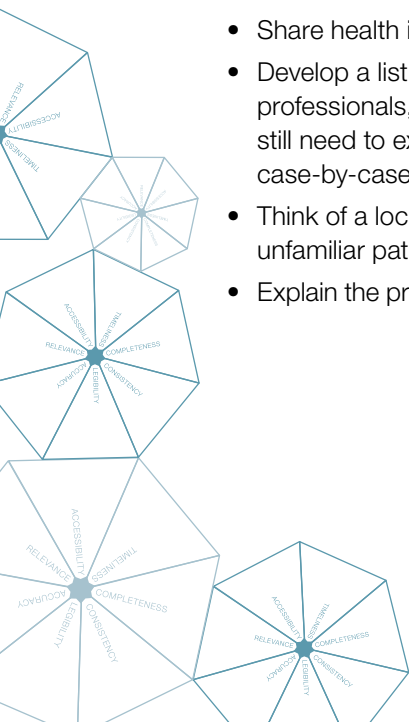 • Share health i
• Develop a list
professionals,
still need to ex
case-by-case
• Think of a loc
unfamiliar pat
• Explain the pr
RELEVANCE
ACCESSIBILITY
TIMELINESS
ACCESSIBILITY
TIMELINESS
RELEVANCE
COMPLETENESS
ACCURACY
CONSISTENCY
LEGIBILITY
ACCESSIBILITY
RELEVANCE
TIMELINESS
ACCURACY
COMPLETENESS
LEGIBILITY
CONSISTENCY
ACCESSIBILITY
TIMELINESS
RELEVANCE
COMPLETENESS
ACCURACY
CONSISTENCY
LEGIBILITY